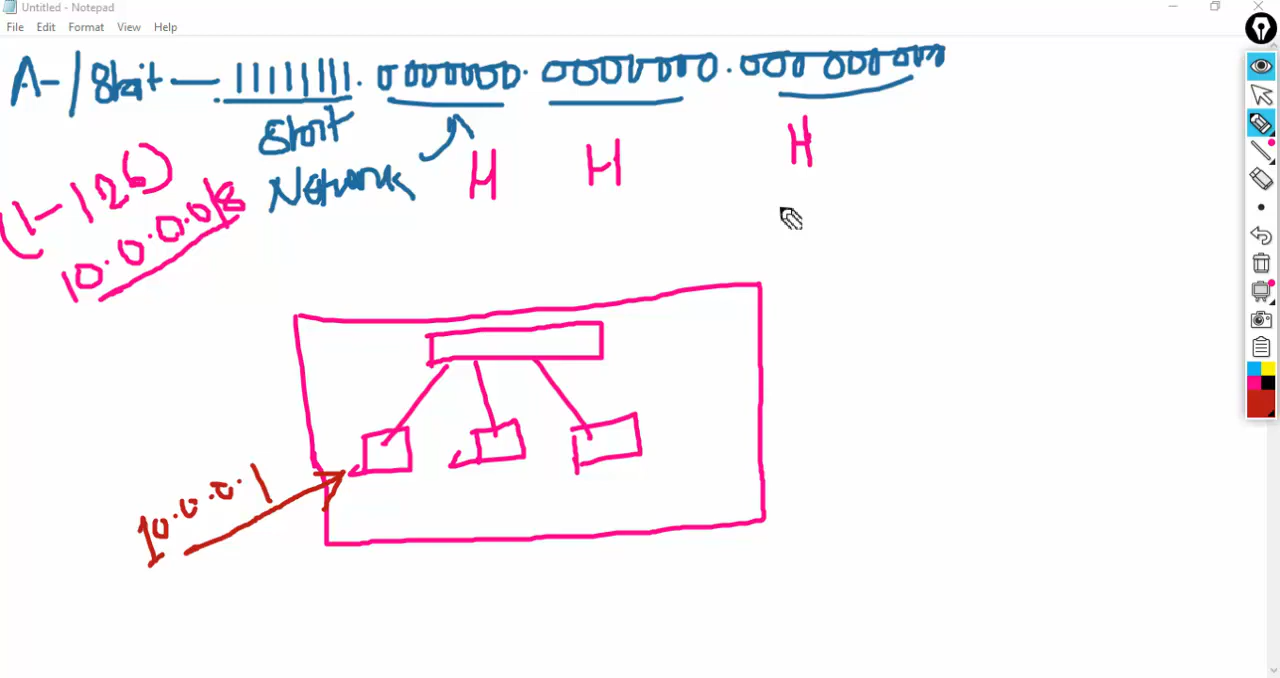 Untitled - Notepad
File Edit Format View Help
A-/8bit — 11111111.00000000.00000000.00000000
8bit
Network
H H H
(1-126)
10.0.0.0/8
10.0.0.1